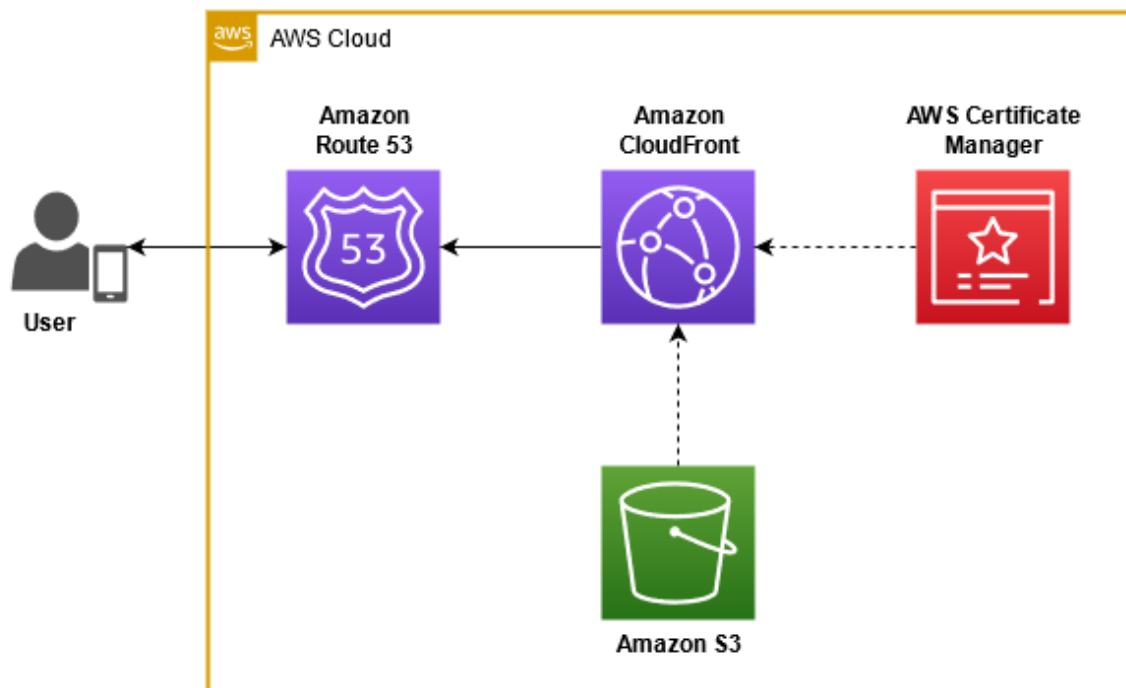 aws
AWS Cloud
Amazon
Route 53
Amazon
CloudFront
AWS Certificate
Manager
53
User
Amazon S3